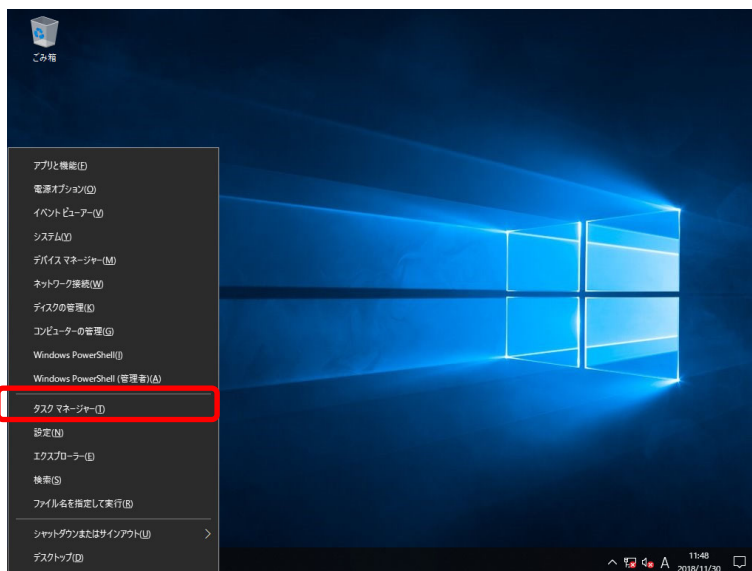 ごみ箱
アプリと機能(F)
電源オプション(O)
イベント ビューアー(V)
システム(Y)
デバイス マネージャー(M)
ネットワーク接続(W)
ディスクの管理(K)
コンピューターの管理(G)
Windows PowerShell(I)
Windows PowerShell (管理者)(A)
タスク マネージャー(T)
設定(N)
エクスプローラー(E)
検索(S)
ファイル名を指定して実行(R)
シャットダウンまたはサインアウト(U)
デスクトップ(D)
A
11:48
2018/11/30